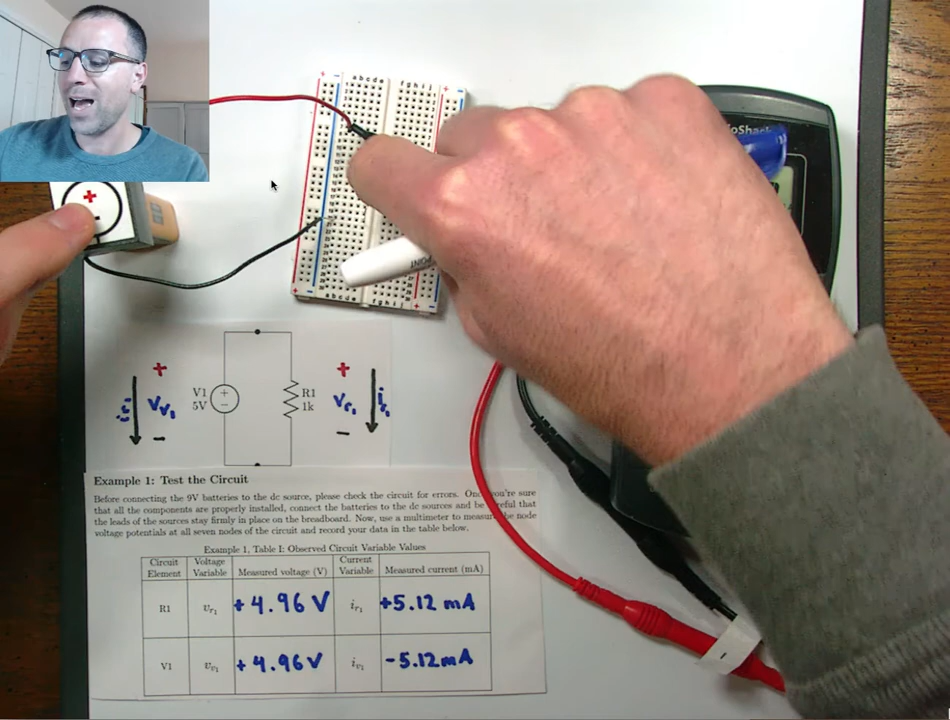 abcde fghij
+
-
POINT
abcde
+
-
+
Vv₁
-
iv₁
V1
5V
+
-
R1
1k
+
Vr₁
-
ir₁
Example 1: Test the Circuit
Before connecting the 9V batteries to the dc source, please check the circuit for errors. Once you're sure
that all the components are properly installed, connect the batteries to the dc sources and be careful that
the leads of the sources stay firmly in place on the breadboard. Now, use a multimeter to measure the node
voltage potentials at all seven nodes of the circuit and record your data in the table below.
Example 1, Table I: Observed Circuit Variable Values
Circuit Element Voltage Variable Measured voltage (V) Current Variable Measured current (mA)
R1 vr₁ +4.96 V ir₁ +5.12 mA
V1 vv₁ +4.96 V iv₁ -5.12 mA